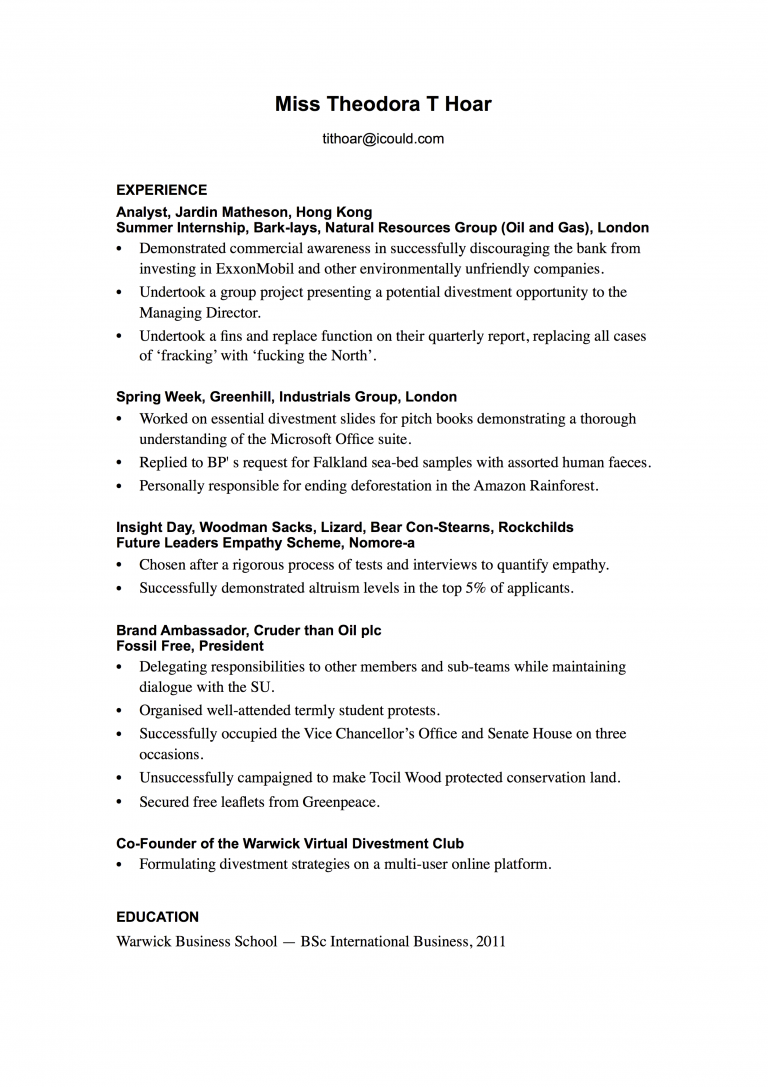 Miss Theodora T Hoar
tithoar@icould.com
EXPERIENCE
Analyst, Jardin Matheson, Hong Kong
Summer Internship, Bark-lays, Natural Resources Group (Oil and Gas), London
• Demonstrated commercial awareness in successfully discouraging the bank from
investing in ExxonMobil and other environmentally unfriendly companies.
• Undertook a group project presenting a potential divestment opportunity to the
Managing Director.
• Undertook a fins and replace function on their quarterly report, replacing all cases
of ‘fracking’ with ‘fucking the North’.
Spring Week, Greenhill, Industrials Group, London
• Worked on essential divestment slides for pitch books demonstrating a thorough
understanding of the Microsoft Office suite.
• Replied to BP' s request for Falkland sea-bed samples with assorted human faeces.
• Personally responsible for ending deforestation in the Amazon Rainforest.
Insight Day, Woodman Sacks, Lizard, Bear Con-Stearns, Rockchilds
Future Leaders Empathy Scheme, Nomore-a
• Chosen after a rigorous process of tests and interviews to quantify empathy.
• Successfully demonstrated altruism levels in the top 5% of applicants.
Brand Ambassador, Cruder than Oil plc
Fossil Free, President
• Delegating responsibilities to other members and sub-teams while maintaining
dialogue with the SU.
• Organised well-attended termly student protests.
• Successfully occupied the Vice Chancellor’s Office and Senate House on three
occasions.
• Unsuccessfully campaigned to make Tocil Wood protected conservation land.
• Secured free leaflets from Greenpeace.
Co-Founder of the Warwick Virtual Divestment Club
• Formulating divestment strategies on a multi-user online platform.
EDUCATION
Warwick Business School — BSc International Business, 2011